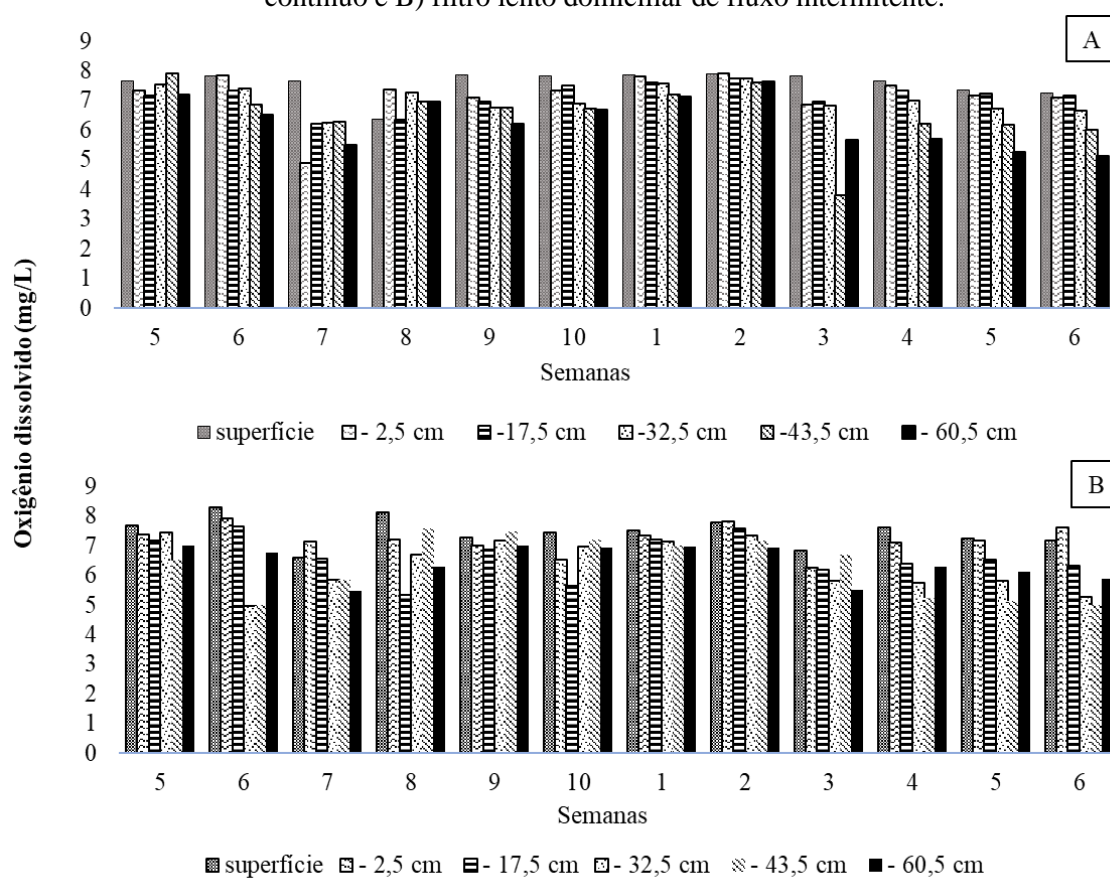 contínuo e B) filtro lento domiciliar de fluxo intermitente.
A
9
8
7
6
5
4
3
2
1
0
5 6 7 8 9 10 1 2 3 4 5 6
Semanas
superfície - 2,5 cm -17,5 cm -32,5 cm -43,5 cm - 60,5 cm
Oxigênio dissolvido (mg/L)
B
9
8
7
6
5
4
3
2
1
0
5 6 7 8 9 10 1 2 3 4 5 6
Semanas
superfície - 2,5 cm - 17,5 cm - 32,5 cm - 43,5 cm - 60,5 cm